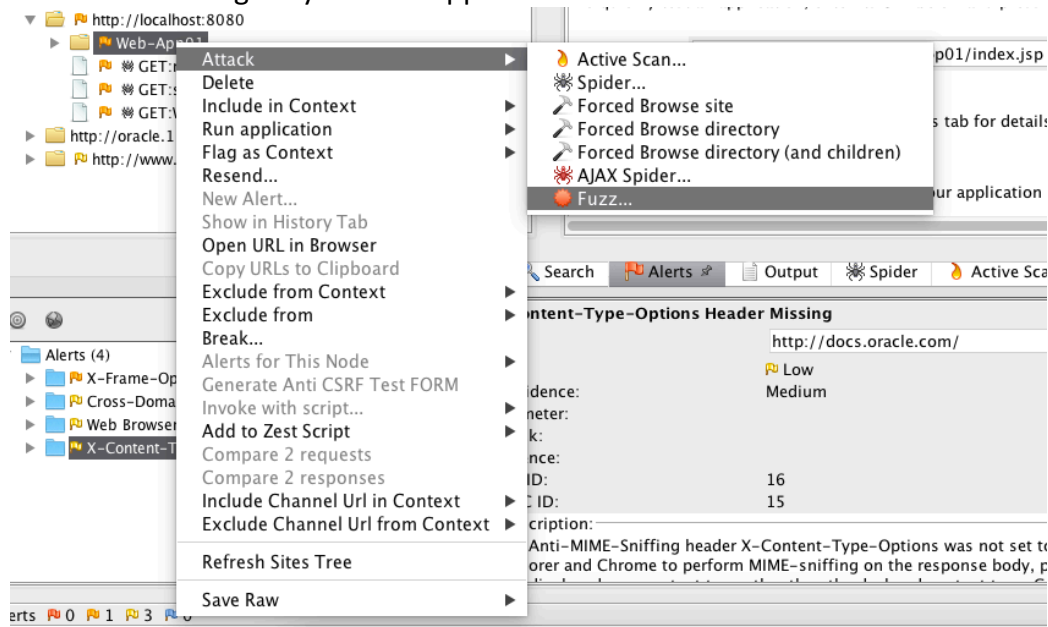 http://localhost:8080
Web-App01
GET:
GET:s
GET:
http://oracle.1
http://www.
Attack
Delete
Include in Context
Run application
Flag as Context
Resend...
New Alert...
Show in History Tab
Open URL in Browser
Copy URLs to Clipboard
Exclude from Context
Exclude from
Break...
Alerts for This Node
Generate Anti CSRF Test FORM
Invoke with script...
Add to Zest Script
Compare 2 requests
Compare 2 responses
Include Channel Url in Context
Exclude Channel Url from Context
Refresh Sites Tree
Save Raw
Active Scan...
Spider...
Forced Browse site
Forced Browse directory
Forced Browse directory (and children)
AJAX Spider...
Fuzz...
p01/index.jsp
s tab for details
ur application
Search Alerts Output Spider Active Sca
ontent-Type-Options Header Missing
http://docs.oracle.com/
Low
idence: Medium
meter:
k:
nce:
ID: 16
C ID: 15
cription:
Anti-MIME-Sniffing header X-Content-Type-Options was not set to
orer and Chrome to perform MIME-sniffing on the response body, p
Alerts (4)
X-Frame-Op
Cross-Doma
Web Browser
X-Content-T
erts 0 1 3